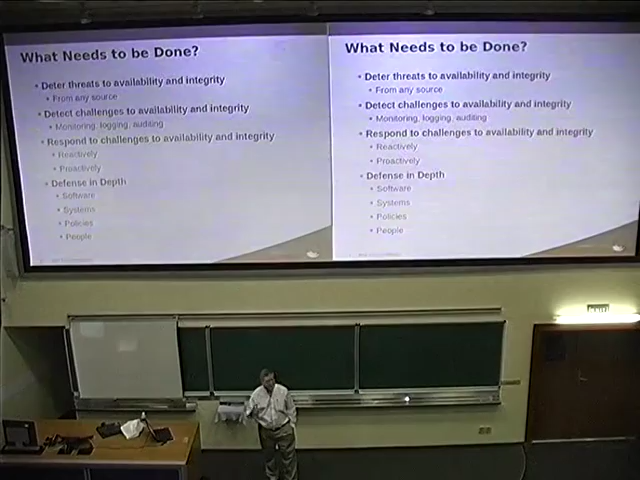 What Needs to be Done?
• Deter threats to availability and integrity
• From any source
• Detect challenges to availability and integrity
• Monitoring, logging, auditing
• Respond to challenges to availability and integrity
• Reactively
• Proactively
• Defense in Depth
• Software
• Systems
• Policies
• People
What Needs to be Done?
• Deter threats to availability and integrity
• From any source
• Detect challenges to availability and integrity
• Monitoring, logging, auditing
• Respond to challenges to availability and integrity
• Reactively
• Proactively
• Defense in Depth
• Software
• Systems
• Policies
• People